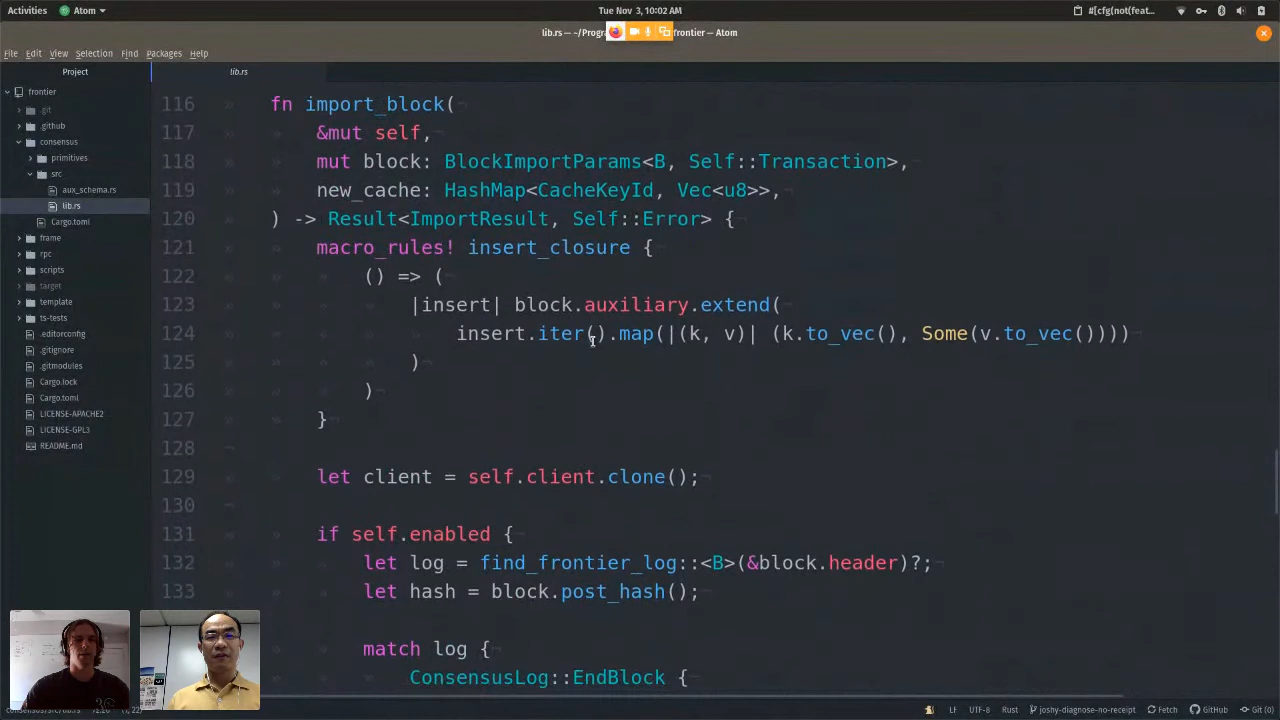 Activities Atom Tue Nov 3, 10:02 AM #[cfg(not(feat...
lib.rs — ~/Progra frontier — Atom
File Edit View Selection Find Packages Help
Project lib.rs
frontier
.git
.github
consensus
primitives
src
aux_schema.rs
lib.rs
Cargo.toml
frame
rpc
scripts
target
template
ts-tests
.editorconfig
.gitignore
.gitmodules
Cargo.lock
Cargo.toml
LICENSE-APACHE2
LICENSE-GPL3
README.md
116 fn import_block(
117 &mut self,
118 mut block: BlockImportParams<B, Self::Transaction>,
119 new_cache: HashMap<CacheKeyId, Vec<u8>>,
120 ) -> Result<ImportResult, Self::Error> {
121 macro_rules! insert_closure {
122 () => (
123 |insert| block.auxiliary.extend(
124 insert.iter().map(|(k, v)| (k.to_vec(), Some(v.to_vec())))
125 )
126 )
127 }
128
129 let client = self.client.clone();
130
131 if self.enabled {
132 let log = find_frontier_log::<B>(&block.header)?;
133 let hash = block.post_hash();
match log {
ConsensusLog::EndBlock {
LF UTF-8 Rust joshy-diagnose-no-receipt Fetch GitHub Git (0)